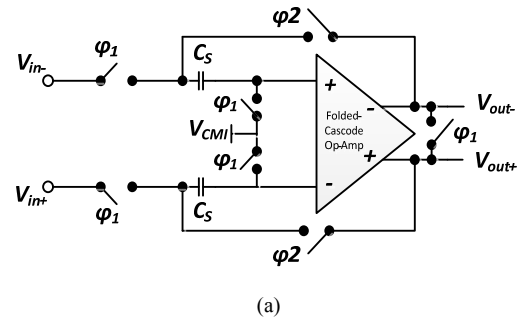 φ2
φ1
CS
Vin-
+
-
Vout-
φ1
VCMI
Folded-
Cascode
Op-Amp
φ1
φ1
+
Vout+
Vin+
-
φ1
CS
φ2
(a)